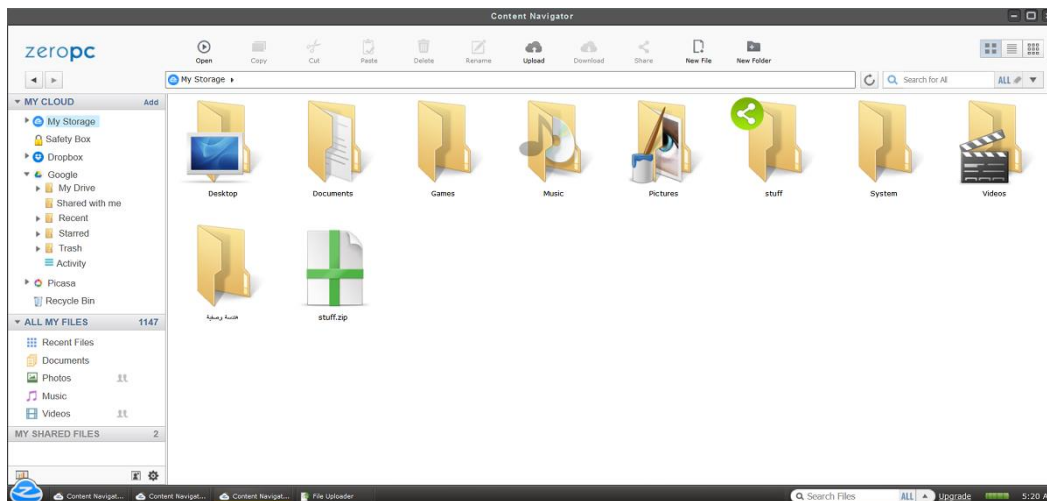 Content Navigator
zeropc
Open Copy Cut Paste Delete Rename Upload Download Share New File New Folder
My Storage
Search for All ALL
MY CLOUD Add
My Storage
Safety Box
Dropbox
Google
My Drive
Shared with me
Recent
Starred
Trash
Activity
Picasa
Recycle Bin
ALL MY FILES 1147
Recent Files
Documents
Photos
Music
Videos
MY SHARED FILES 2
Desktop Documents Games Music Pictures stuff System Videos
هندسة وصفية stuff.zip
Content Navigat... Content Navigat... Content Navigat... File Uploader Search Files ALL Upgrade 5:20 A